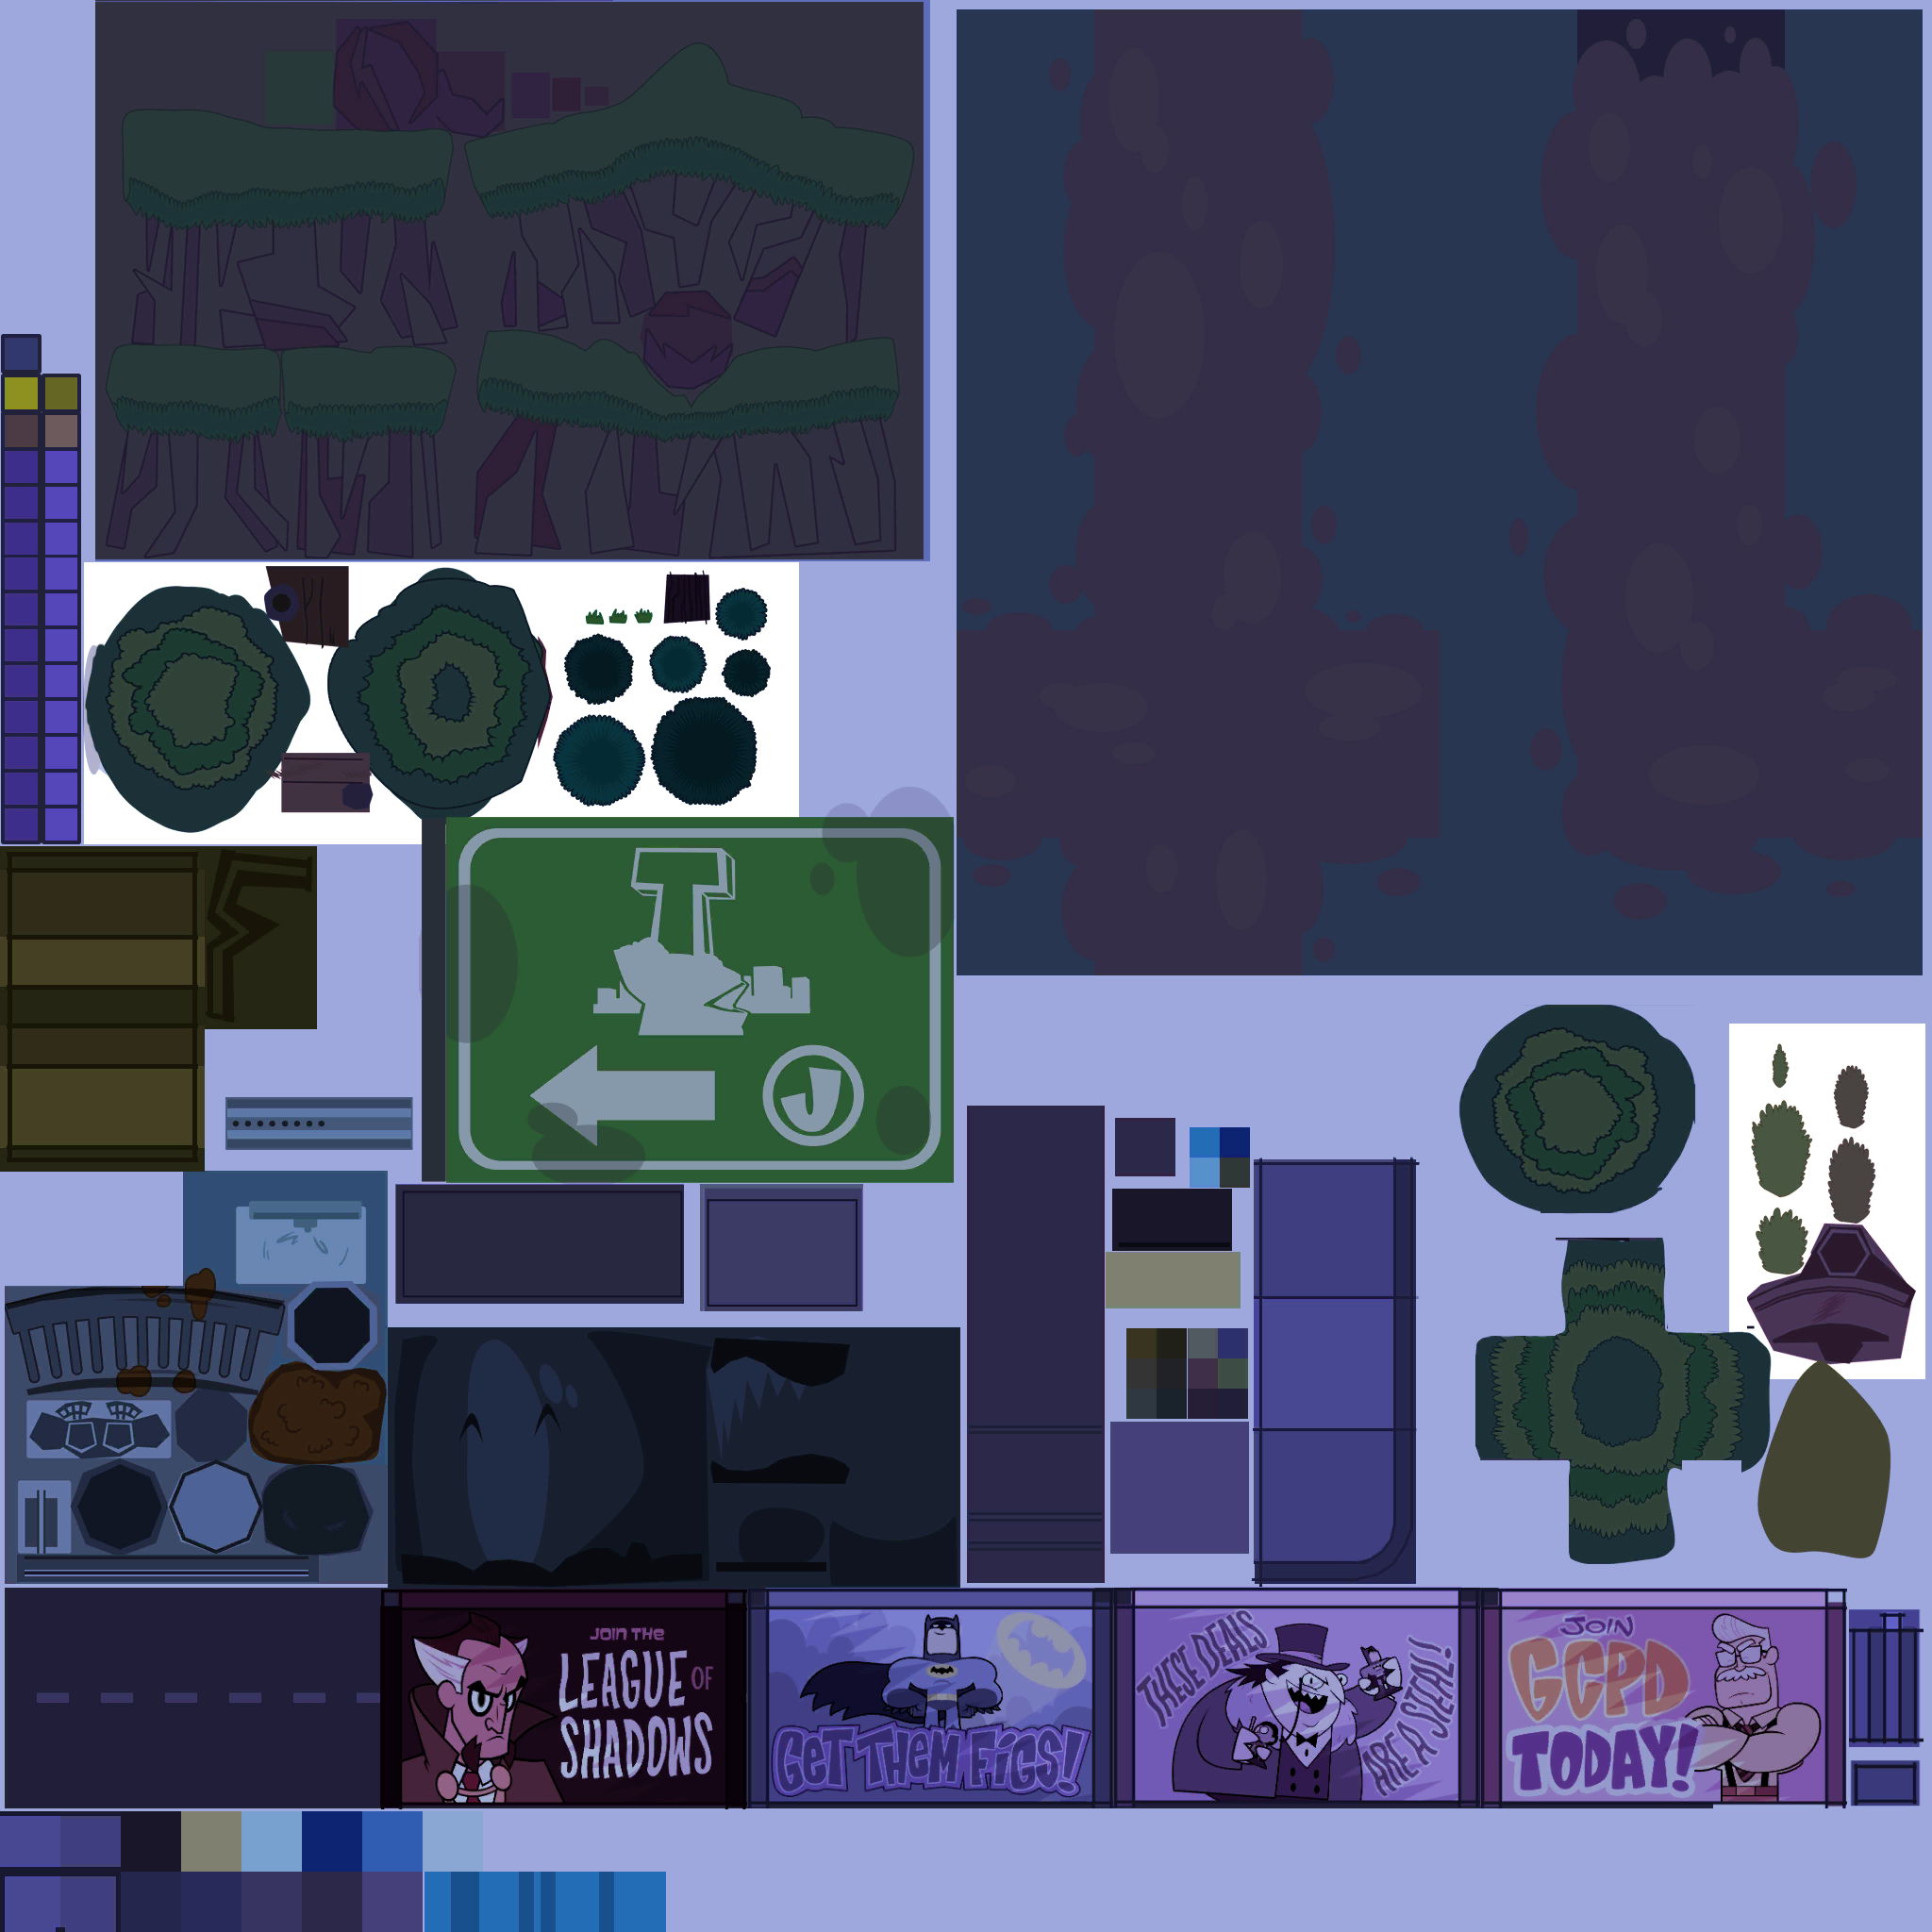 J
JOIN THE
LEAGUE OF
SHADOWS
GET THEM FIGS!
THESE DEALS
ARE A STEAL!
JOIN
GCPD
TODAY!